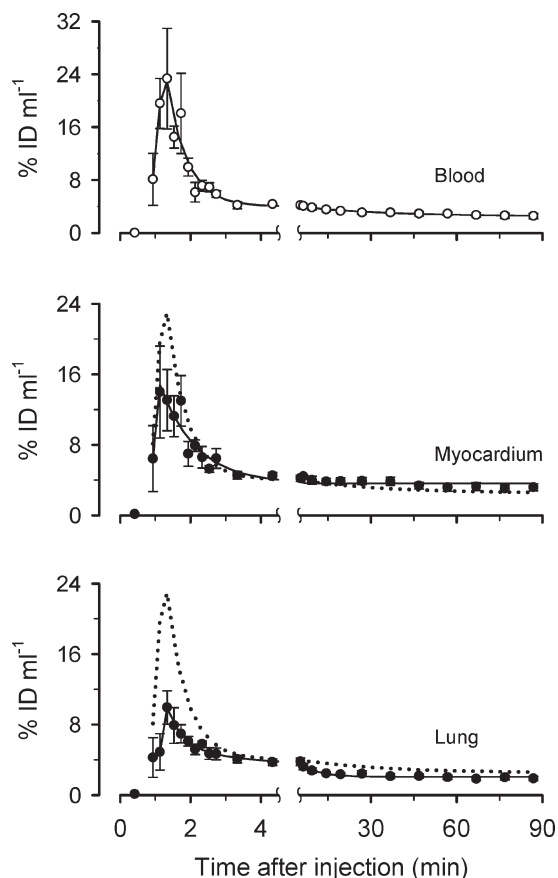 32
24
16
8
0
% ID ml-1
Blood
24
16
8
0
% ID ml-1
Myocardium
24
16
8
0
% ID ml-1
Lung
0 2 4 30 60 90
Time after injection (min)